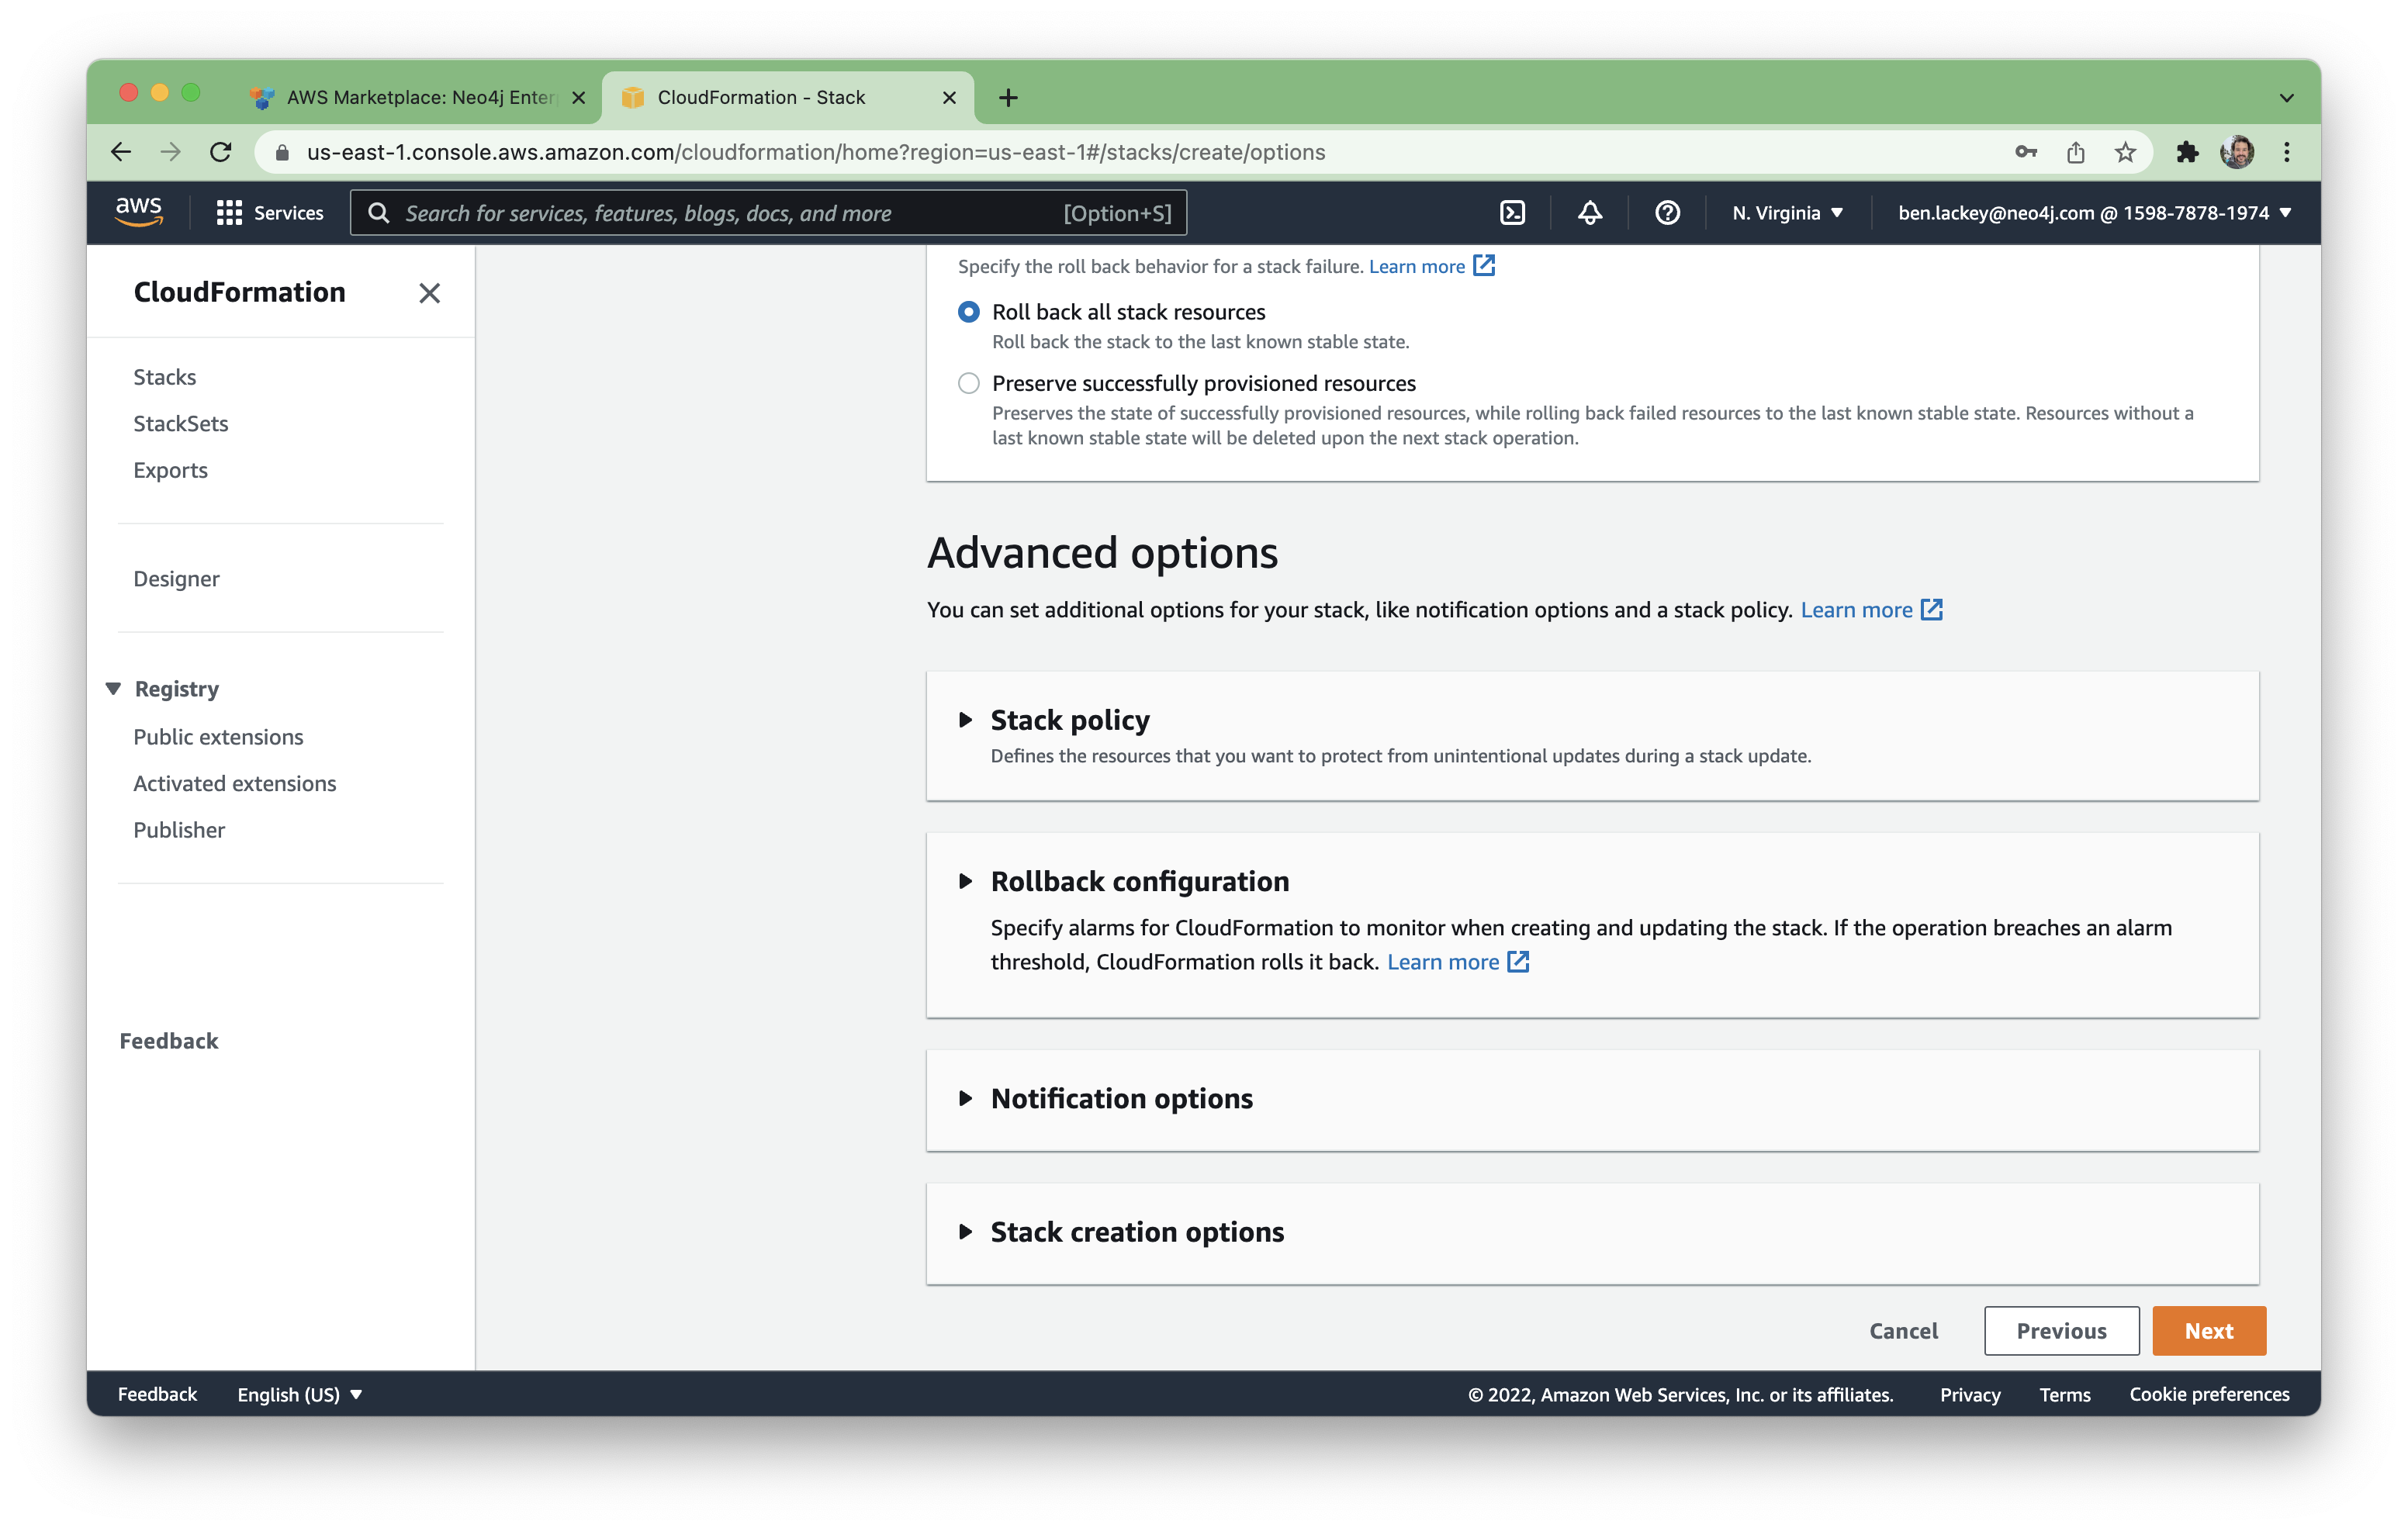 AWS Marketplace: Neo4j Enter
CloudFormation - Stack
us-east-1.console.aws.amazon.com/cloudformation/home?region=us-east-1#/stacks/create/options
aws
Services
Search for services, features, blogs, docs, and more
[Option+S]
N. Virginia
ben.lackey@neo4j.com @ 1598-7878-1974
CloudFormation
Stacks
StackSets
Exports
Designer
Registry
Public extensions
Activated extensions
Publisher
Feedback
Specify the roll back behavior for a stack failure. Learn more
Roll back all stack resources
Roll back the stack to the last known stable state.
Preserve successfully provisioned resources
Preserves the state of successfully provisioned resources, while rolling back failed resources to the last known stable state. Resources without a
last known stable state will be deleted upon the next stack operation.
Advanced options
You can set additional options for your stack, like notification options and a stack policy. Learn more
Stack policy
Defines the resources that you want to protect from unintentional updates during a stack update.
Rollback configuration
Specify alarms for CloudFormation to monitor when creating and updating the stack. If the operation breaches an alarm
threshold, CloudFormation rolls it back. Learn more
Notification options
Stack creation options
Cancel
Previous
Next
Feedback
English (US)
© 2022, Amazon Web Services, Inc. or its affiliates.
Privacy
Terms
Cookie preferences